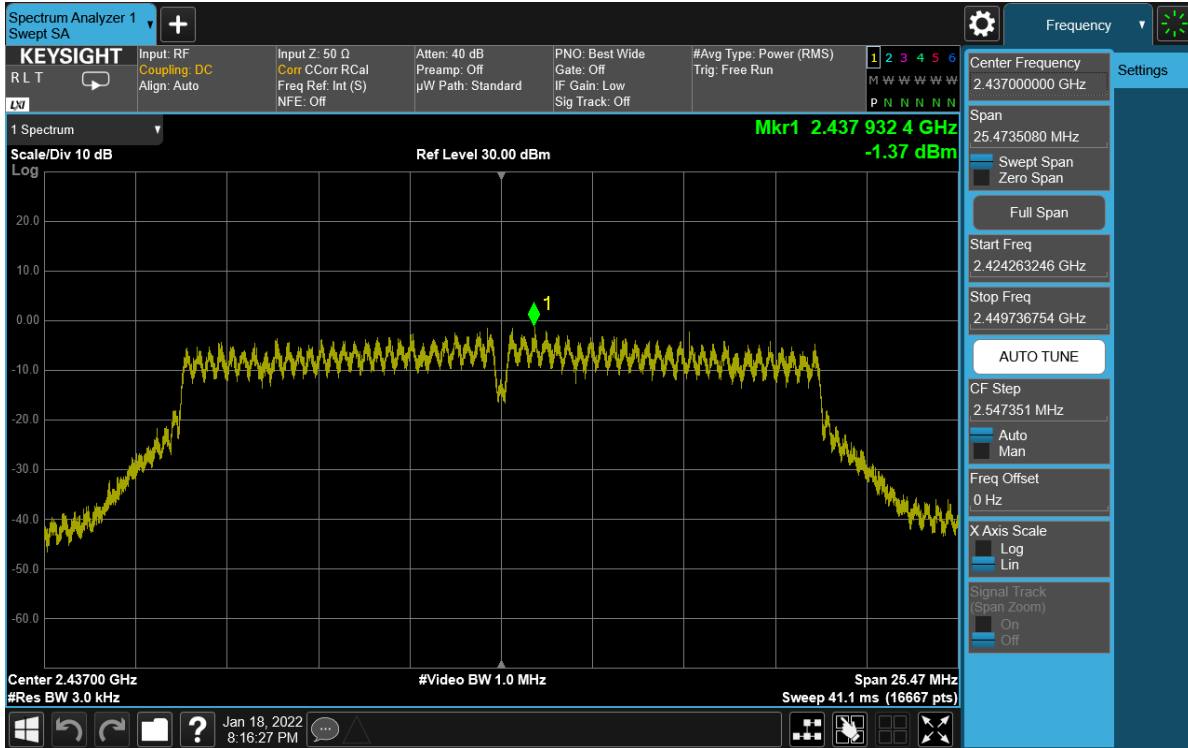 Spectrum Analyzer 1
Swept SA
+
Frequency
KEYSIGHT
R L T
LXI
Input: RF
Coupling: DC
Align: Auto
Input Z: 50 Ω
Corr CCorr RCal
Freq Ref: Int (S)
NFE: Off
Atten: 40 dB
Preamp: Off
µW Path: Standard
PNO: Best Wide
Gate: Off
IF Gain: Low
Sig Track: Off
#Avg Type: Power (RMS)
Trig: Free Run
1 2 3 4 5 6
M W W W W W
P N N N N N
1 Spectrum
Scale/Div 10 dB
Log
Ref Level 30.00 dBm
Mkr1 2.437 932 4 GHz
-1.37 dBm
20.0
10.0
0.00
-10.0
-20.0
-30.0
-40.0
-50.0
-60.0
1
Center 2.43700 GHz
#Res BW 3.0 kHz
#Video BW 1.0 MHz
Span 25.47 MHz
Sweep 41.1 ms (16667 pts)
Center Frequency
2.437000000 GHz
Settings
Span
25.4735080 MHz
Swept Span
Zero Span
Full Span
Start Freq
2.424263246 GHz
Stop Freq
2.449736754 GHz
AUTO TUNE
CF Step
2.547351 MHz
Auto
Man
Freq Offset
0 Hz
X Axis Scale
Log
Lin
Signal Track
(Span Zoom)
On
Off
?
Jan 18, 2022
8:16:27 PM